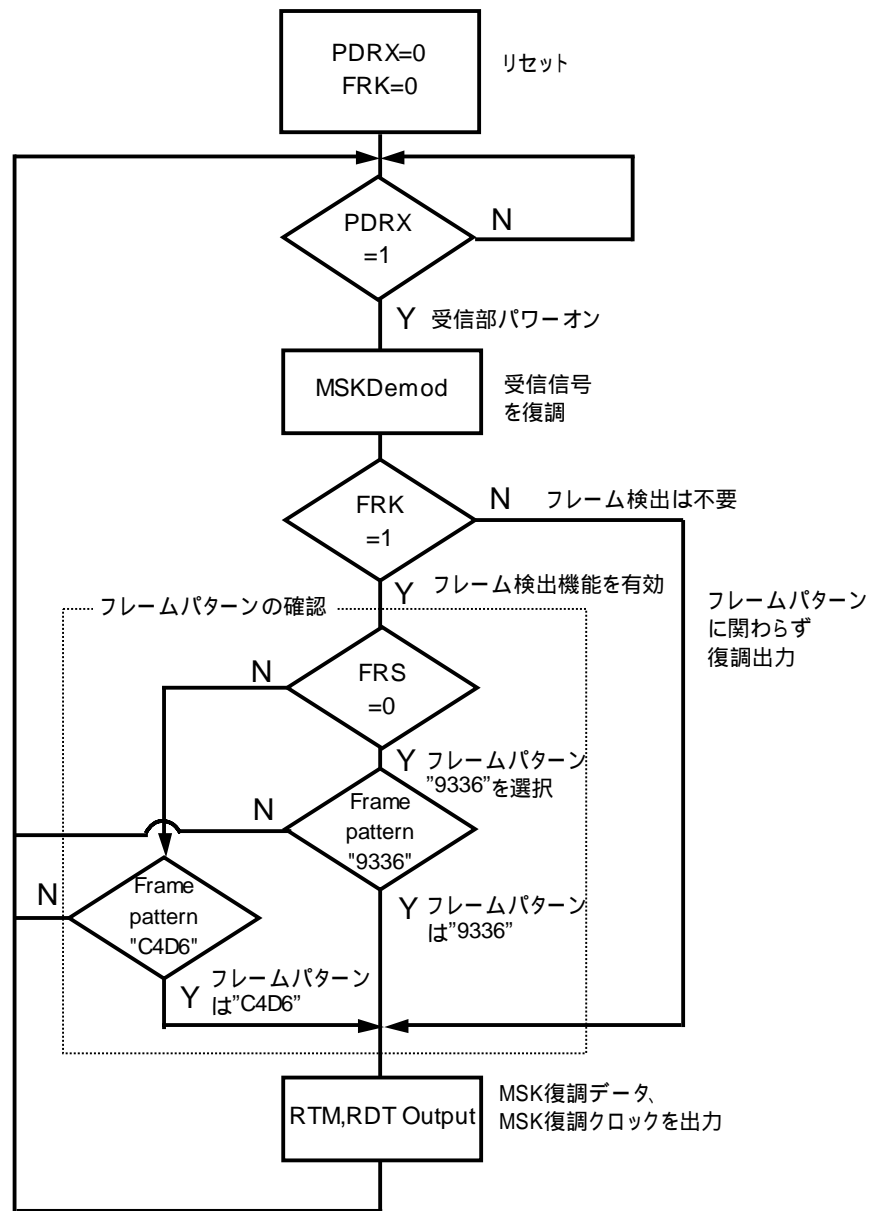 PDRX=0
FRK=0
リセット
PDRX
=1
N
Y
受信部パワーオン
MSKDemod
受信信号
を復調
FRK
=1
N
フレーム検出は不要
Y
フレーム検出機能を有効
フレームパターン
に関わらず
復調出力
フレームパターンの確認
FRS
=0
N
Y
フレームパターン
"9336"を選択
Frame
pattern
"9336"
N
Y
フレームパターン
は"9336"
Frame
pattern
"C4D6"
N
Y
フレームパターン
は"C4D6"
RTM,RDT Output
MSK復調データ、
MSK復調クロックを出力